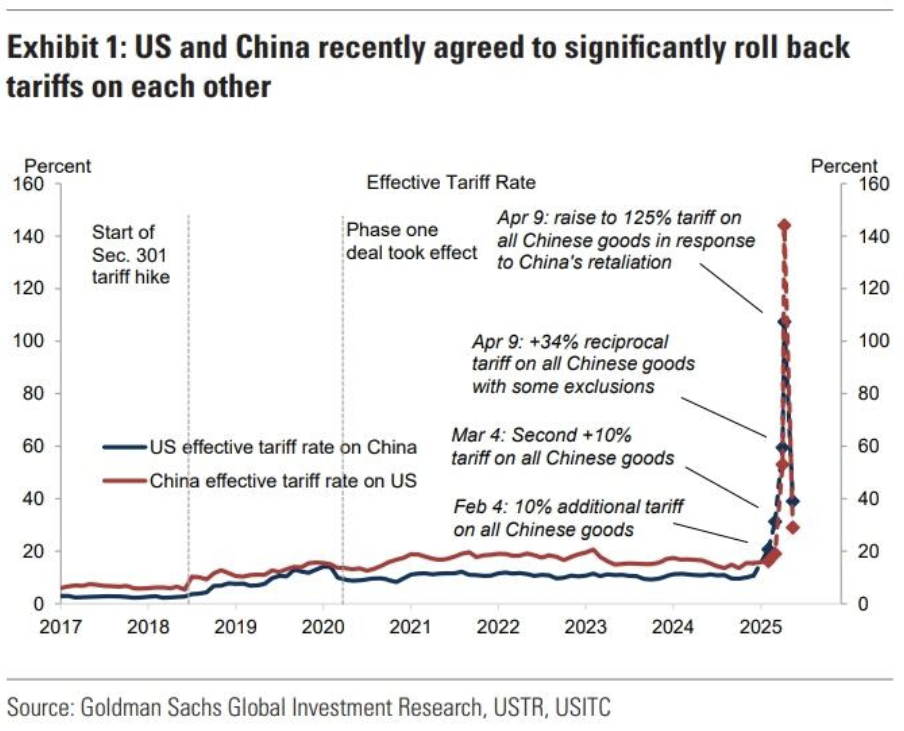 Exhibit 1: US and China recently agreed to significantly roll back
tariffs on each other
Percent
Percent
Effective Tariff Rate
160
140
120
100
80
60
40
20
0
160
140
120
100
80
60
40
20
0
Start of
Sec. 301
tariff hike
Phase one
deal took effect
Apr 9: raise to 125% tariff on
all Chinese goods in response
to China's retaliation
Apr 9: +34% reciprocal
tariff on all Chinese goods
with some exclusions
Mar 4: Second +10%
tariff on all Chinese goods
Feb 4: 10% additional tariff
on all Chinese goods
US effective tariff rate on China
China effective tariff rate on US
2017 2018 2019 2020 2021 2022 2023 2024 2025
Source: Goldman Sachs Global Investment Research, USTR, USITC